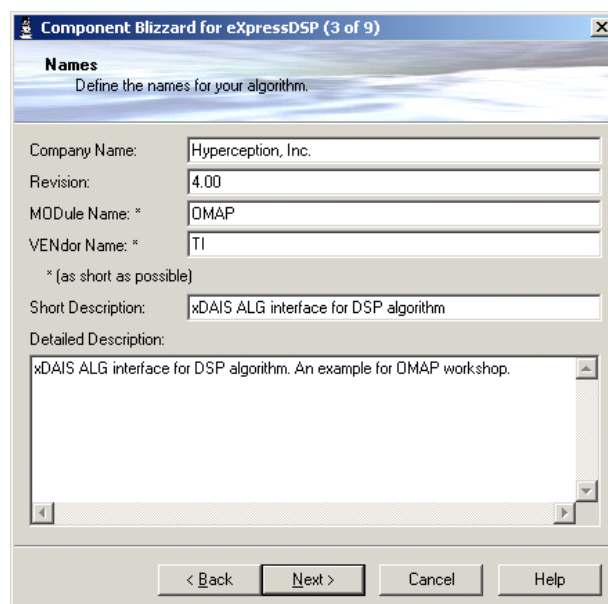 Component Blizzard for eXpressDSP (3 of 9)
Names
Define the names for your algorithm.
Company Name: Hyperception, Inc.
Revision: 4.00
MODule Name: * OMAP
VENdor Name: * TI
* (as short as possible)
Short Description: xDAIS ALG interface for DSP algorithm
Detailed Description:
xDAIS ALG interface for DSP algorithm. An example for OMAP workshop.
< Back Next > Cancel Help